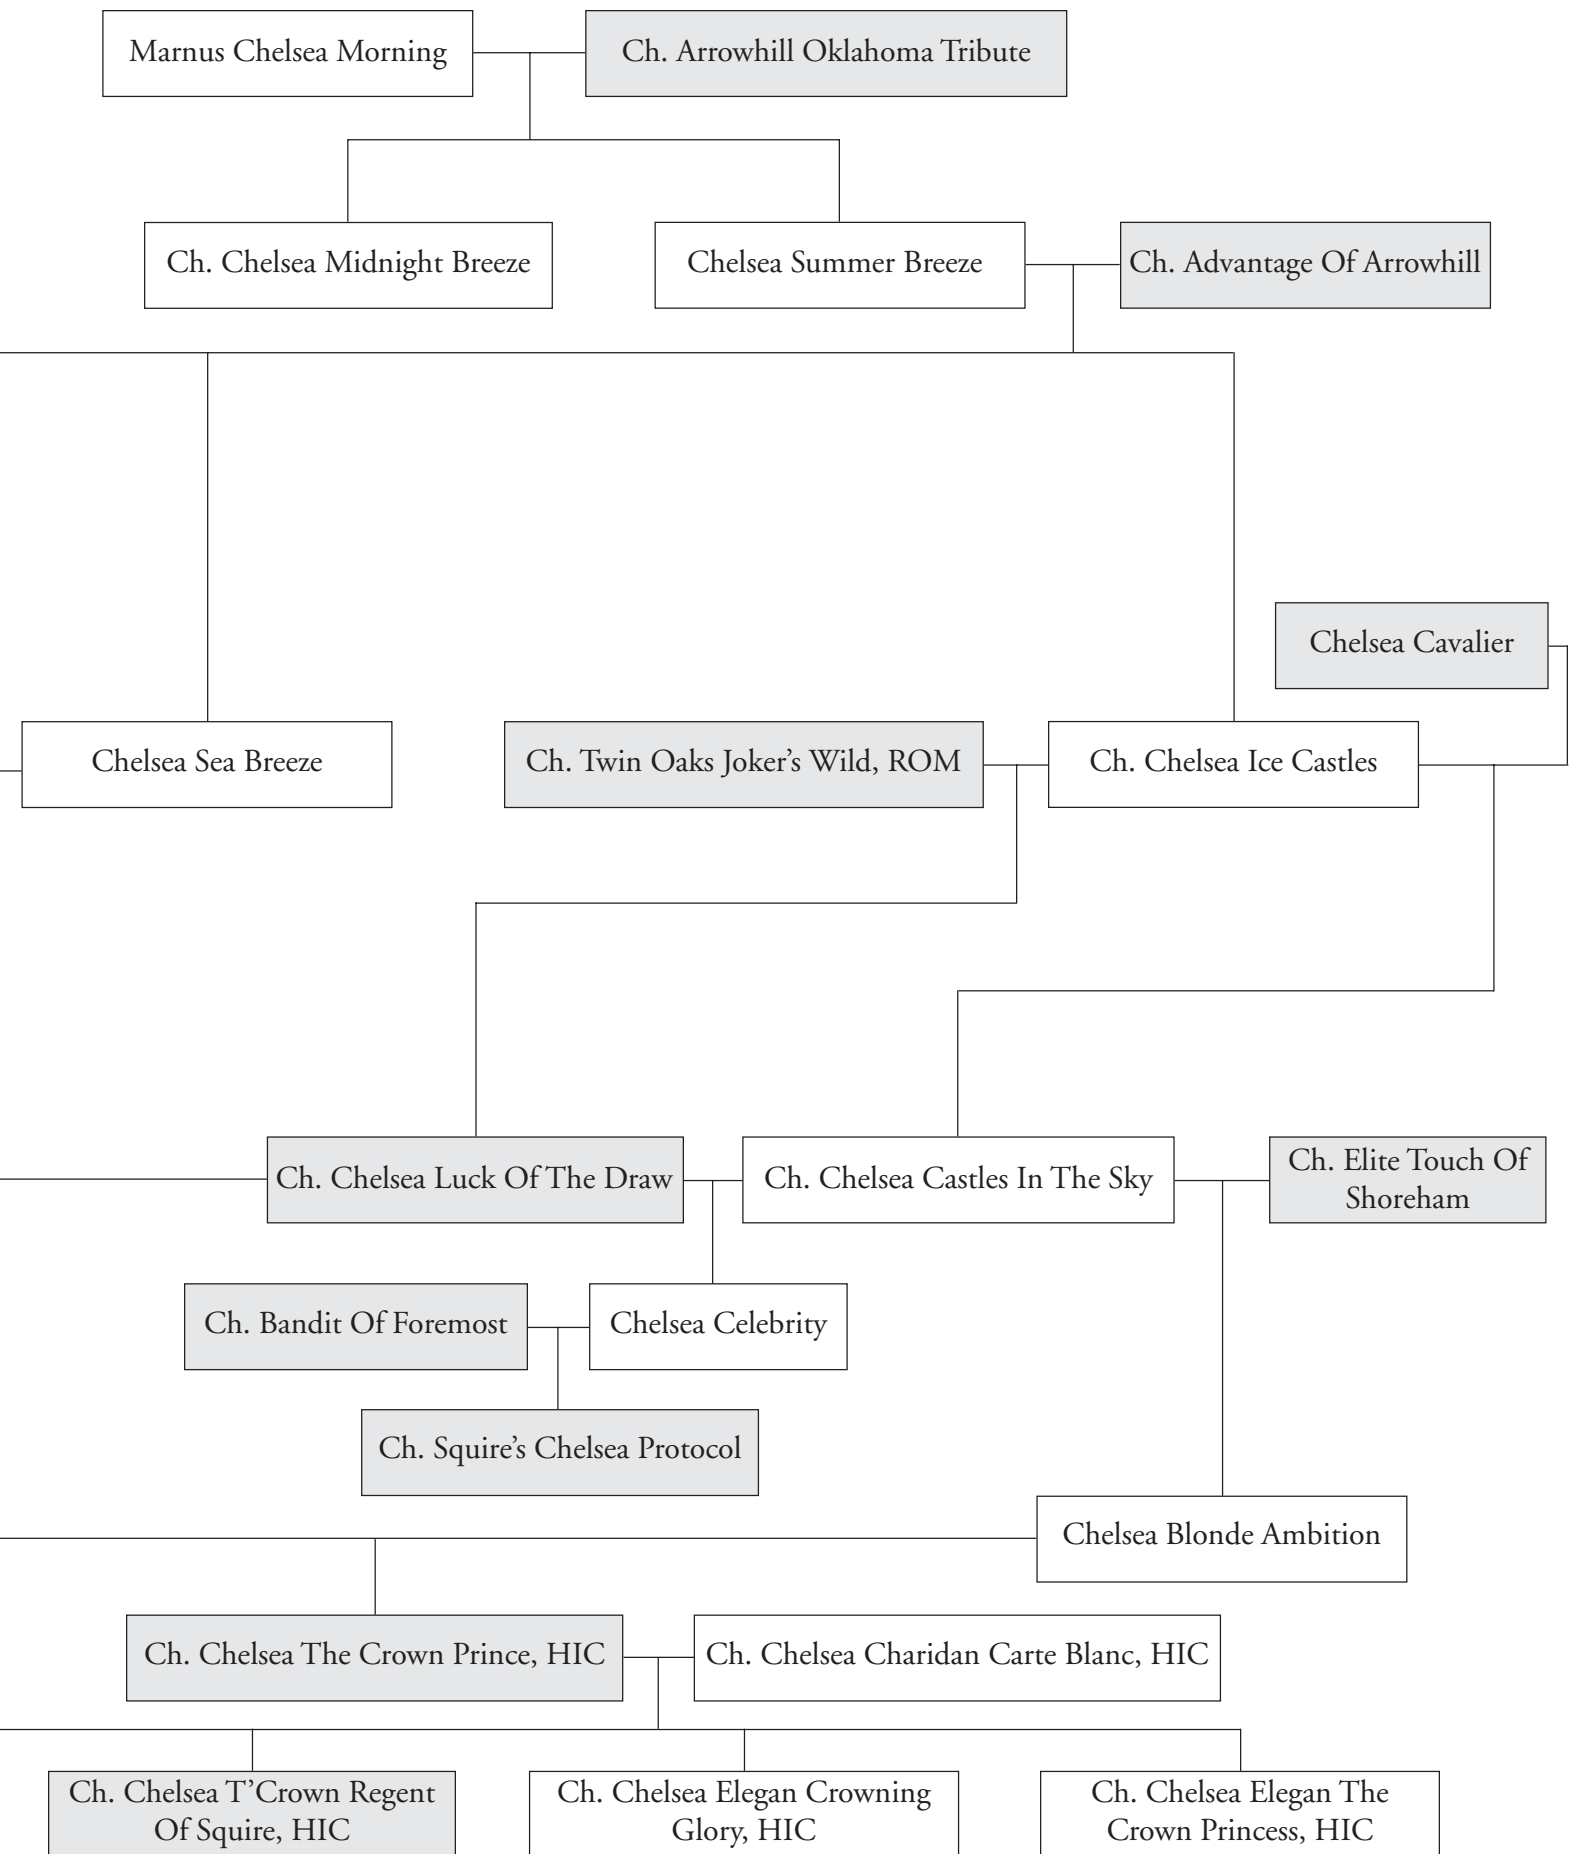 Marnus Chelsea Morning
Ch. Arrowhill Oklahoma Tribute
Ch. Chelsea Midnight Breeze
Chelsea Summer Breeze
Ch. Advantage Of Arrowhill
Chelsea Cavalier
Chelsea Sea Breeze
Ch. Twin Oaks Joker's Wild, ROM
Ch. Chelsea Ice Castles
Ch. Chelsea Luck Of The Draw
Ch. Chelsea Castles In The Sky
Ch. Elite Touch Of
Shoreham
Ch. Bandit Of Foremost
Chelsea Celebrity
Ch. Squire's Chelsea Protocol
Chelsea Blonde Ambition
Ch. Chelsea The Crown Prince, HIC
Ch. Chelsea Charidan Carte Blanc, HIC
Ch. Chelsea T'Crown Regent
Of Squire, HIC
Ch. Chelsea Elegan Crowning
Glory, HIC
Ch. Chelsea Elegan The
Crown Princess, HIC